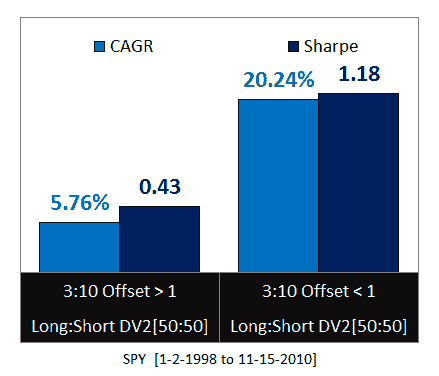 CAGR Sharpe
5.76% 0.43 20.24% 1.18
3:10 Offset > 1 3:10 Offset < 1
Long:Short DV2[50:50] Long:Short DV2[50:50]
SPY [1-2-1998 to 11-15-2010]